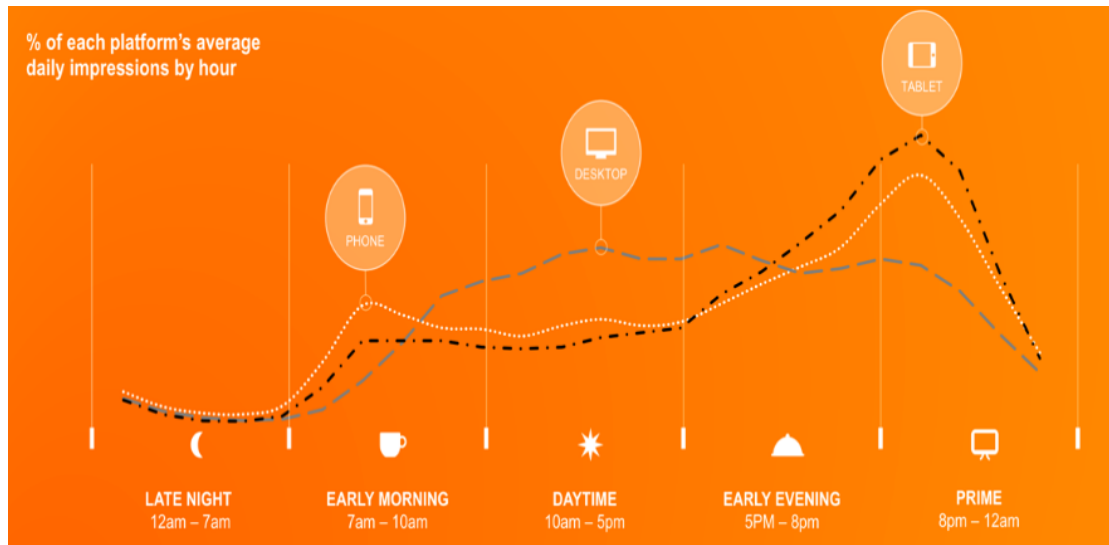 % of each platform's average
daily impressions by hour
TABLET
DESKTOP
PHONE
LATE NIGHT
12am – 7am
EARLY MORNING
7am – 10am
DAYTIME
10am – 5pm
EARLY EVENING
5PM – 8pm
PRIME
8pm – 12am